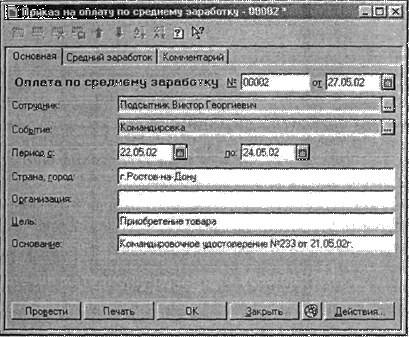 Приказ на оплату по среднему заработку - 00002 *
Основная Средний заработок Комментарий
Оплата по среднему заработку № 00002 от 27.05.02
Сотрудник: Подсытник Виктор Георгиевич
Событие: Командировка
Период с: 22.05.02 по: 24.05.02
Страна, город: г.Ростов-на-Дону
Организация:
Цель: Приобретение товара
Основание: Командировочное удостоверение №233 от 21.05.02г.
Провести Печать OK Закрыть Действия...